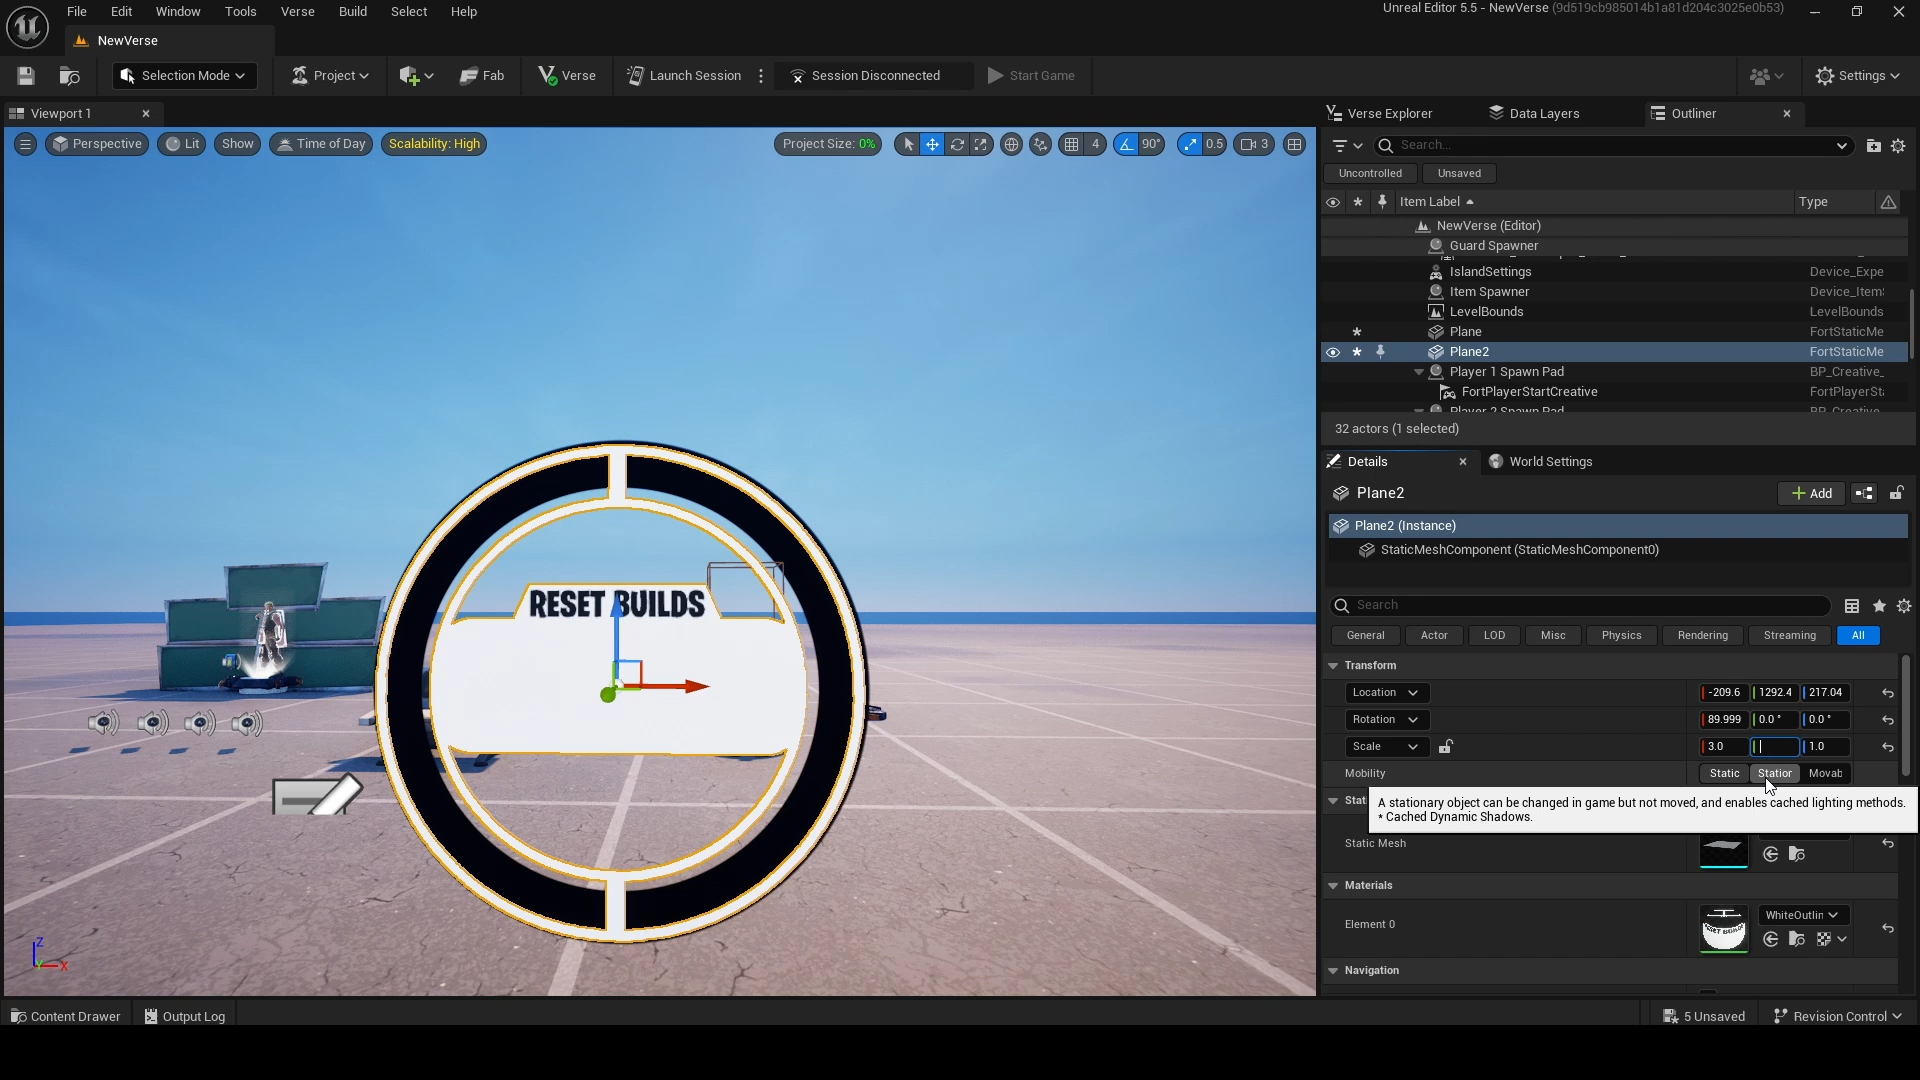 File Edit Window Tools Verse Build Select Help
Unreal Editor 5.5 - NewVerse (9d519cb985014b1a81d204c3025e0b53)
NewVerse
Selection Mode Project Fab Verse Launch Session Session Disconnected Start Game Settings
Viewport 1
Verse Explorer Data Layers Outliner
Perspective Lit Show Time of Day Scalability: High Project Size: 0% 4 90° 0.5 3
Search...
Uncontrolled Unsaved
Item Label Type
NewVerse (Editor)
Guard Spawner
IslandSettings Device_Expe
Item Spawner Device_Item
LevelBounds LevelBounds
Plane FortStaticMe
Plane2 FortStaticMe
Player 1 Spawn Pad BP_Creative_
FortPlayerStartCreative FortPlayerSt
Player 2 Spawn Pad BP_Creative
32 actors (1 selected)
Details World Settings
Plane2 Add
Plane2 (Instance)
StaticMeshComponent (StaticMeshComponent0)
Search
General Actor LOD Misc Physics Rendering Streaming All
Transform
Location -209.6 1292.4 217.04
Rotation 89.999 0.0 ° 0.0 °
Scale 3.0 1.0
Mobility Static Station Movab
Stat
A stationary object can be changed in game but not moved, and enables cached lighting methods.
* Cached Dynamic Shadows.
Static Mesh
Materials
Element 0 WhiteOutlin
RESET BUILDS
Navigation
RESET BUILDS
Z
X
Content Drawer Output Log 5 Unsaved Revision Control